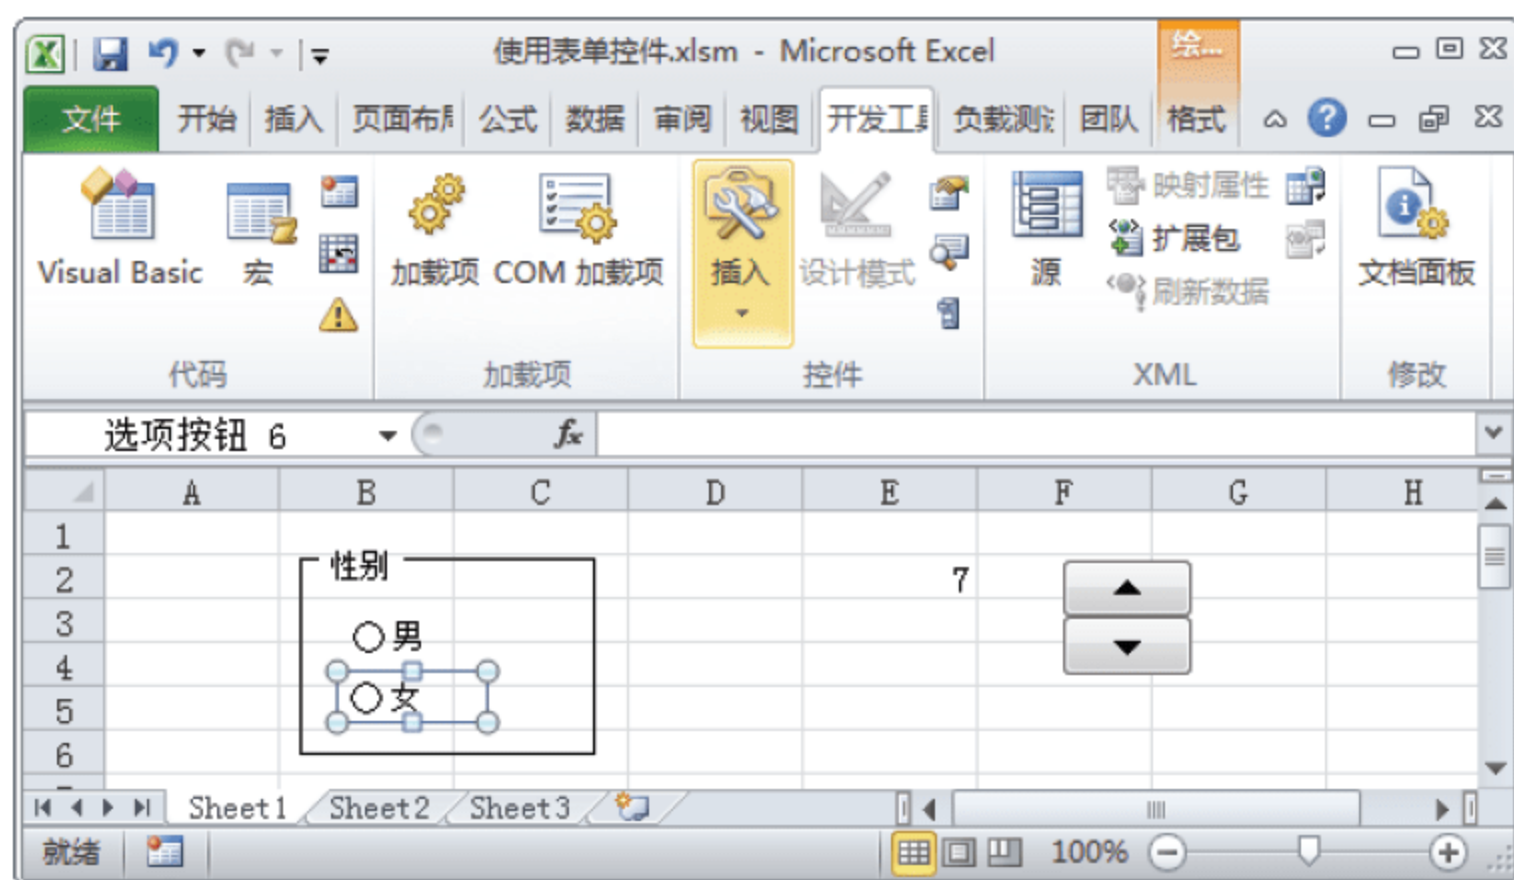 使用表单控件.xlsm - Microsoft Excel
绘...
文件 开始 插入 页面布局 公式 数据 审阅 视图 开发工具 负载测试 团队 格式
Visual Basic 宏 加载项 COM 加载项 插入 设计模式 源 映射属性 扩展包 刷新数据 文档面板
代码 加载项 控件 XML 修改
选项按钮 6 fx
A B C D E F G H
1
性别
2 7
3 男
4
5 女
6
Sheet1 Sheet2 Sheet3
就绪 100%